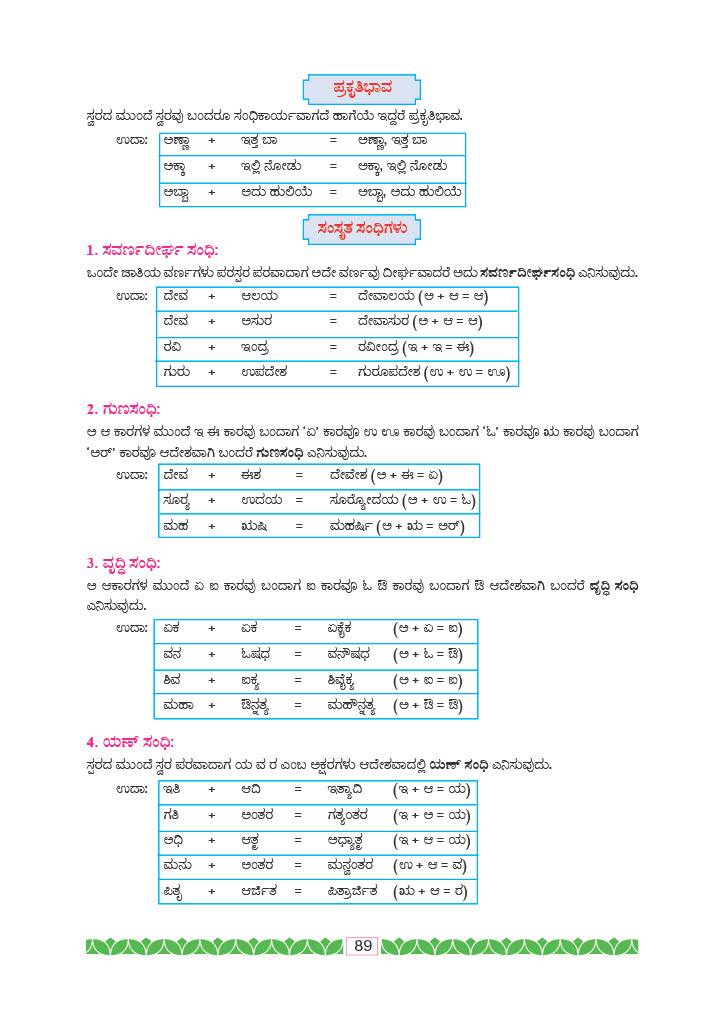 ಪ್ರಕೃತಿಭಾವ
ಸ್ವರದ ಮುಂದೆ ಸ್ವರವು ಬಂದರೂ ಸಂಧಿಕಾರ್ಯವಾಗದೆ ಹಾಗೆಯೆ ಇದ್ದರೆ ಪ್ರಕೃತಿಭಾವ.
ಉದಾ: ಅಣ್ಣಾ + ಇತ್ತ ಬಾ = ಅಣ್ಣಾ, ಇತ್ತ ಬಾ
ಅಕ್ಕಾ + ಇಲ್ಲಿ ನೋಡು = ಅಕ್ಕಾ, ಇಲ್ಲಿ ನೋಡು
ಅಬ್ಬಾ + ಅದು ಹುಲಿಯೆ = ಅಬ್ಬಾ, ಅದು ಹುಲಿಯೆ
ಸಂಸ್ಕೃತ ಸಂಧಿಗಳು
1. ಸವರ್ಣದೀರ್ಘ ಸಂಧಿ:
ಒಂದೇ ಜಾತಿಯ ವರ್ಣಗಳು ಪರಸ್ಪರ ಪರವಾದಾಗ ಅದೇ ವರ್ಣವು ದೀರ್ಘವಾದರೆ ಅದು ಸವರ್ಣದೀರ್ಘಸಂಧಿ ಎನಿಸುವುದು.
ಉದಾ: ದೇವ + ಆಲಯ = ದೇವಾಲಯ (ಅ + ಆ = ಆ)
ದೇವ + ಅಸುರ = ದೇವಾಸುರ (ಅ + ಆ = ಆ)
ರವಿ + ಇಂದ್ರ = ರವೀಂದ್ರ (ಇ + ಇ = ಈ)
ಗುರು + ಉಪದೇಶ = ಗುರೂಪದೇಶ (ಉ + ಉ = ಊ)
2. ಗುಣಸಂಧಿ:
ಅ ಆ ಕಾರಗಳ ಮುಂದೆ ಇ ಈ ಕಾರವು ಬಂದಾಗ ‘ಏ’ ಕಾರವೂ ಉ ಊ ಕಾರವು ಬಂದಾಗ ‘ಓ’ ಕಾರವೂ ಋ ಕಾರವು ಬಂದಾಗ
‘ಅರ್’ ಕಾರವೂ ಆದೇಶವಾಗಿ ಬಂದರೆ ಗುಣಸಂಧಿ ಎನಿಸುವುದು.
ಉದಾ: ದೇವ + ಈಶ = ದೇವೇಶ (ಅ + ಈ = ಏ)
ಸೂರ‍್ಯ + ಉದಯ = ಸೂರ‍್ಯೋದಯ (ಅ + ಉ = ಓ)
ಮಹ + ಋಷಿ = ಮಹರ್ಷಿ (ಅ + ಋ = ಅರ್)
3. ವೃದ್ಧಿ ಸಂಧಿ:
ಅ ಆಕಾರಗಳ ಮುಂದೆ ಏ ಐ ಕಾರವು ಬಂದಾಗ ಐ ಕಾರವೂ ಓ ಔ ಕಾರವು ಬಂದಾಗ ಔ ಆದೇಶವಾಗಿ ಬಂದರೆ ವೃದ್ಧಿ ಸಂಧಿ
ಎನಿಸುವುದು.
ಉದಾ: ಏಕ + ಏಕ = ಏಕೈಕ (ಅ + ಏ = ಐ)
ವನ + ಓಷಧ = ವನೌಷಧ (ಅ + ಓ = ಔ)
ಶಿವ + ಐಕ್ಯ = ಶಿವೈಕ್ಯ (ಅ + ಐ = ಐ)
ಮಹಾ + ಔನ್ನತ್ಯ = ಮಹೌನ್ನತ್ಯ (ಅ + ಔ = ಔ)
4. ಯಣ್ ಸಂಧಿ:
ಸ್ವರದ ಮುಂದೆ ಸ್ವರ ಪರವಾದಾಗ ಯ ವ ರ ಎಂಬ ಅಕ್ಷರಗಳು ಆದೇಶವಾದಲ್ಲಿ ಯಣ್ ಸಂಧಿ ಎನಿಸುವುದು.
ಉದಾ: ಇತಿ + ಆದಿ = ಇತ್ಯಾದಿ (ಇ + ಆ = ಯ)
ಗತಿ + ಅಂತರ = ಗತ್ಯಂತರ (ಇ + ಅ = ಯ)
ಅಧಿ + ಆತ್ಮ = ಅಧ್ಯಾತ್ಮ (ಇ + ಆ = ಯ)
ಮನು + ಅಂತರ = ಮನ್ವಂತರ (ಉ + ಆ = ವ)
ಪಿತೃ + ಆರ್ಜಿತ = ಪಿತ್ರಾರ್ಜಿತ (ಋ + ಆ = ರ)
89